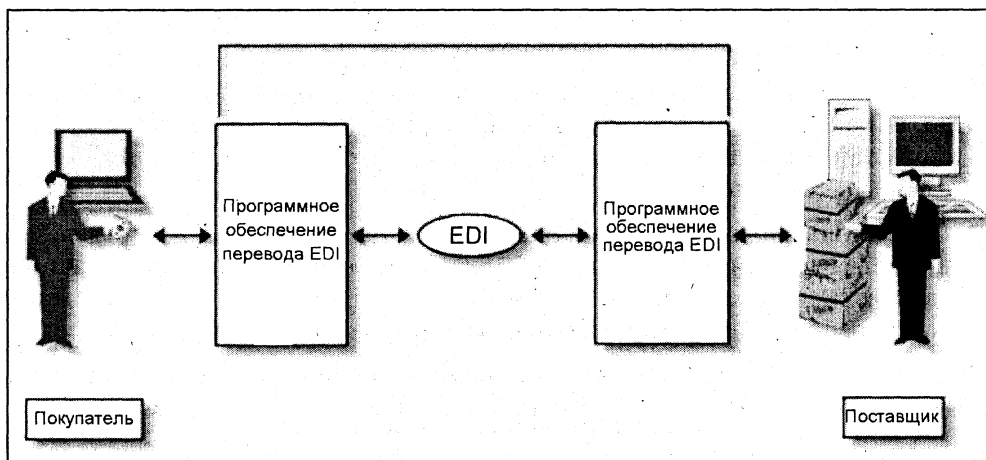 Программное
обеспечение
перевода EDI
EDI
Программное
обеспечение
перевода EDI
Покупатель
Поставщик